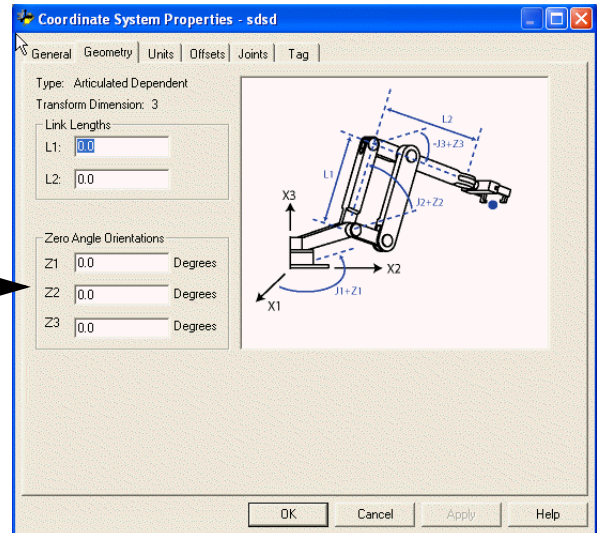 Coordinate System Properties - sdsd
General Geometry Units Offsets Joints Tag
Type: Articulated Dependent
Transform Dimension: 3
Link Lengths
L1: 0.0
L2: 0.0
Zero Angle Orientations
Z1 0.0 Degrees
Z2 0.0 Degrees
Z3 0.0 Degrees
L2
-J3+Z3
L1
J2+Z2
X3
X2
J1+Z1
X1
OK Cancel Apply Help